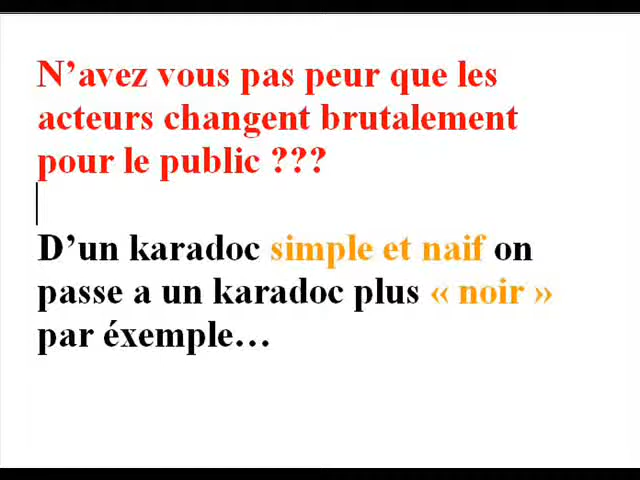 N’avez vous pas peur que les
acteurs changent brutalement
pour le public ???
D’un karadoc simple et naif on
passe a un karadoc plus « noir »
par éxemple…